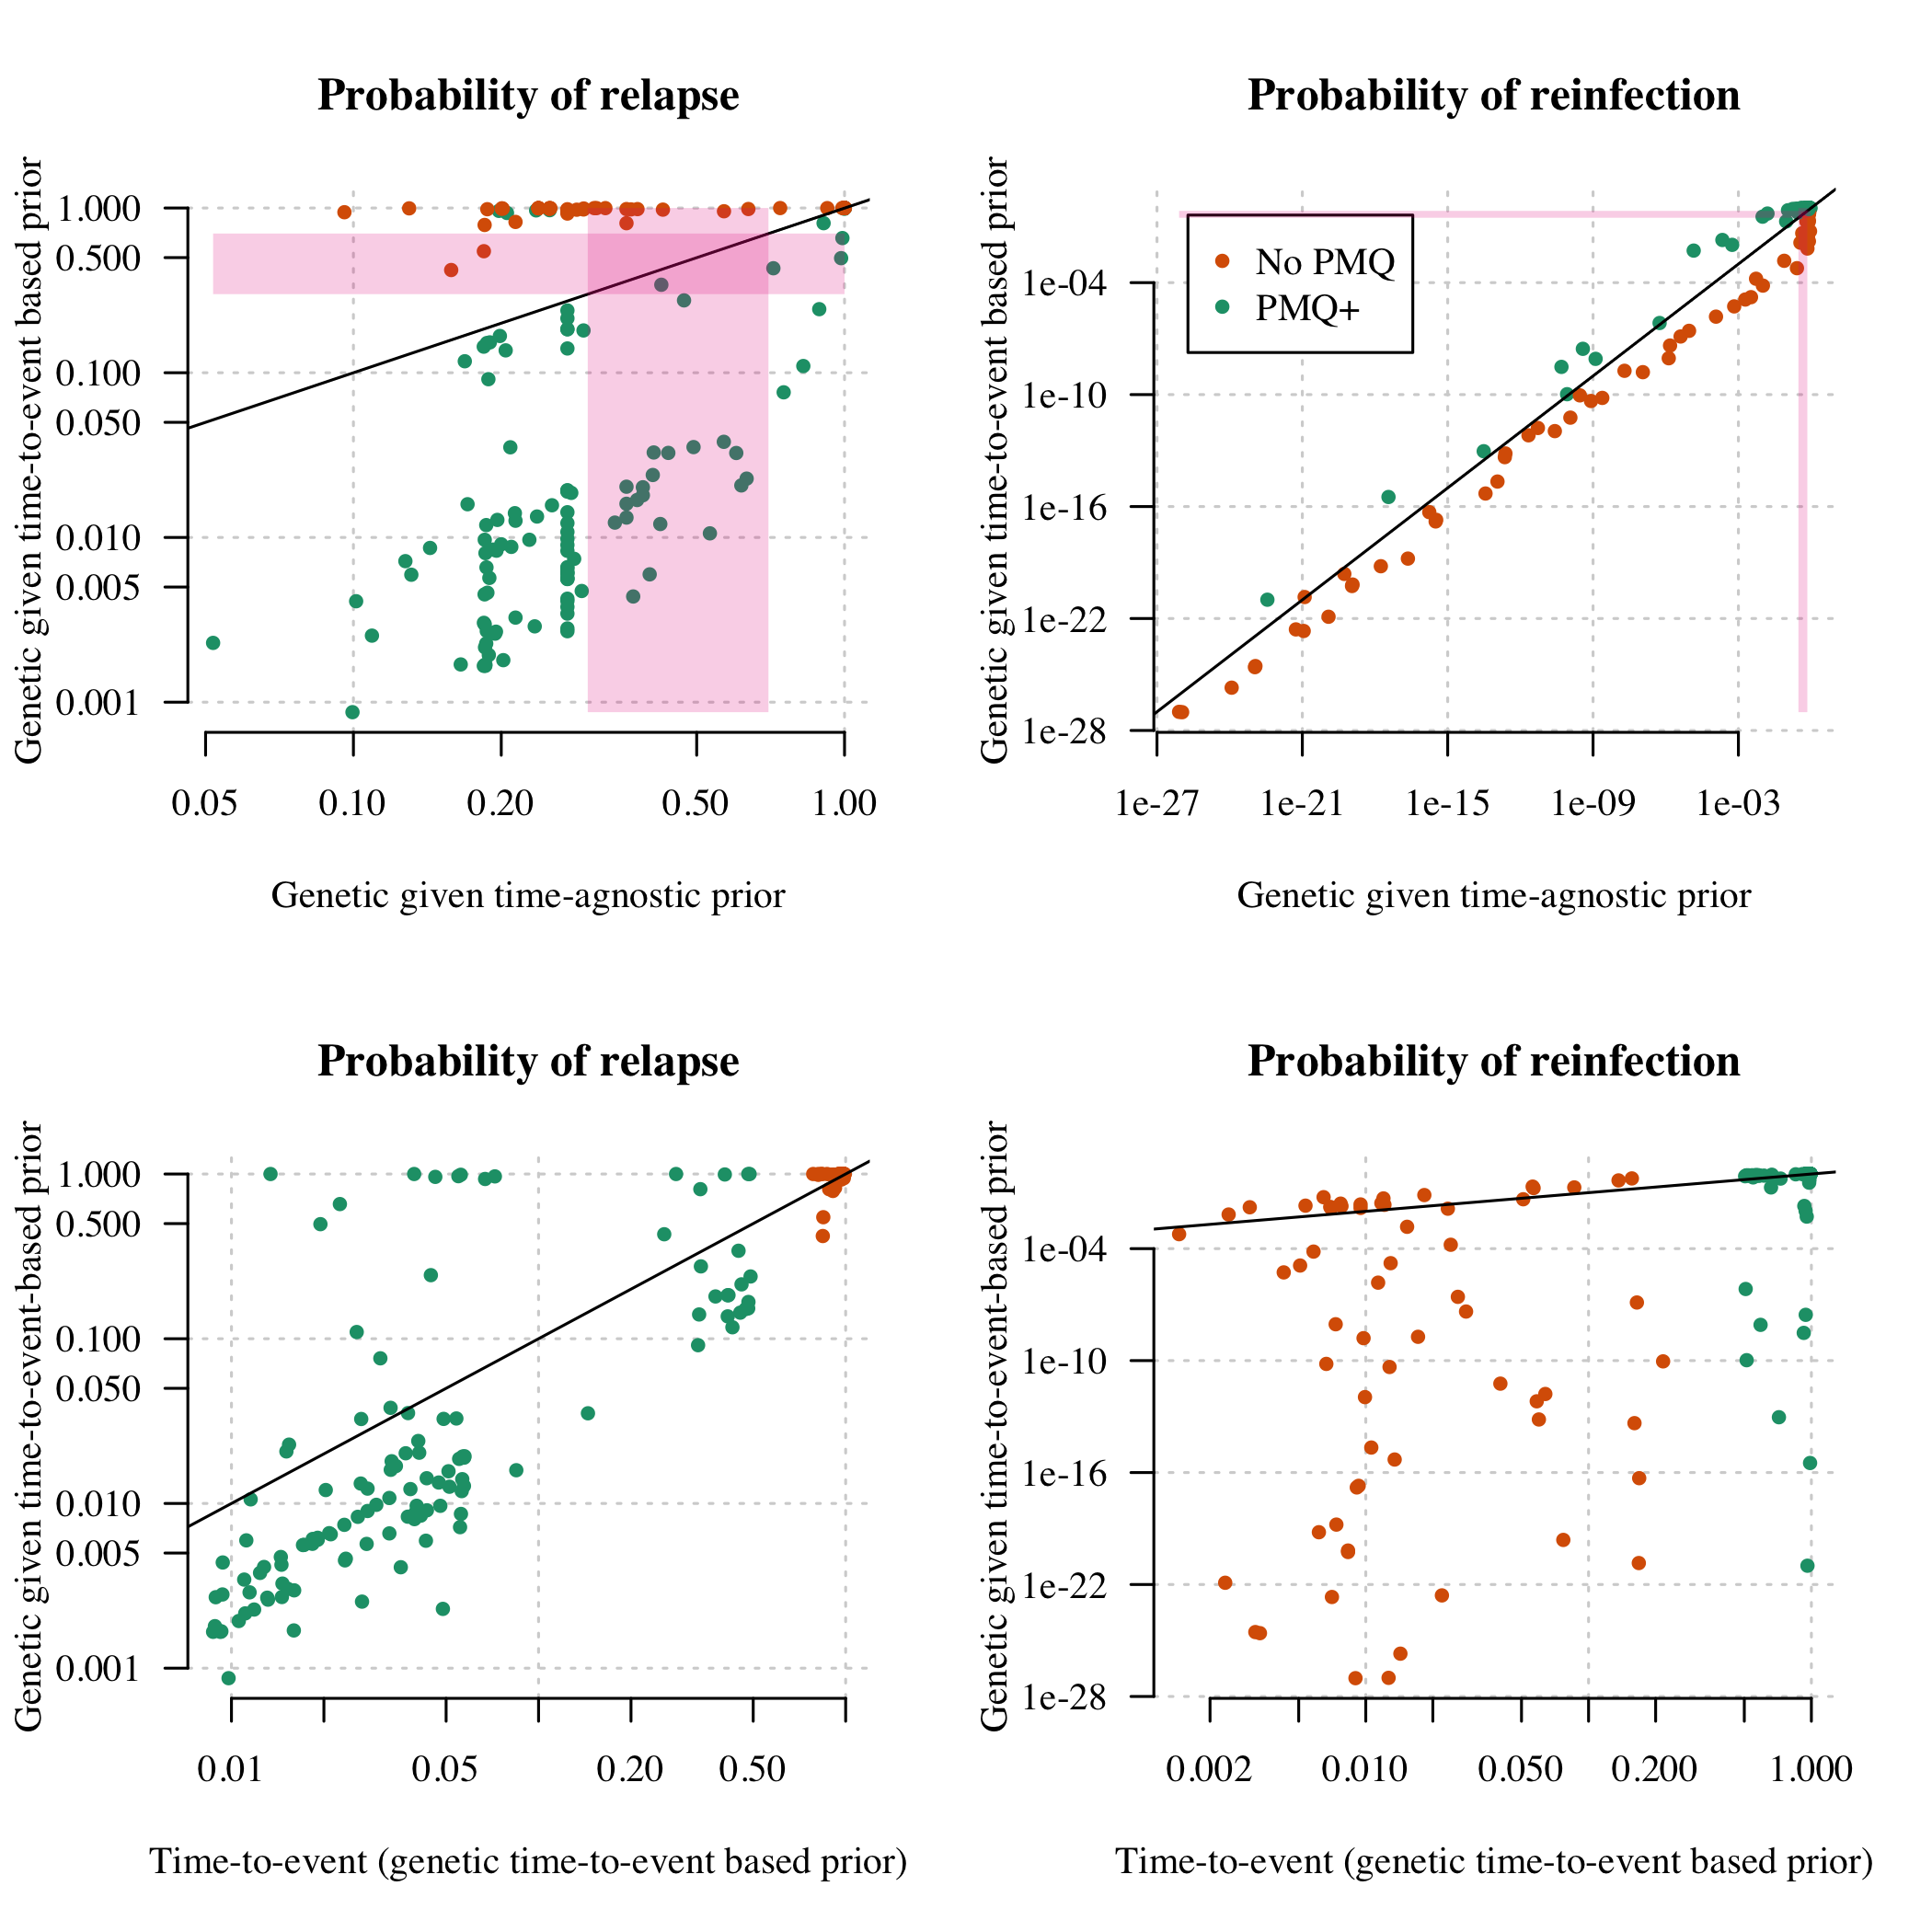 Probability of relapse
Genetic given time-to-event based prior
1.000
0.500
0.100
0.050
0.010
0.005
0.001
0.05 0.10 0.20 0.50 1.00
Genetic given time-agnostic prior
Probability of reinfection
Genetic given time-to-event based prior
No PMQ
PMQ+
1e-04
1e-10
1e-16
1e-22
1e-28
1e-27 1e-21 1e-15 1e-09 1e-03
Genetic given time-agnostic prior
Probability of relapse
Genetic given time-to-event-based prior
1.000
0.500
0.100
0.050
0.010
0.005
0.001
0.01 0.05 0.20 0.50
Time-to-event (genetic time-to-event based prior)
Probability of reinfection
Genetic given time-to-event-based prior
1e-04
1e-10
1e-16
1e-22
1e-28
0.002 0.010 0.050 0.200 1.000
Time-to-event (genetic time-to-event based prior)